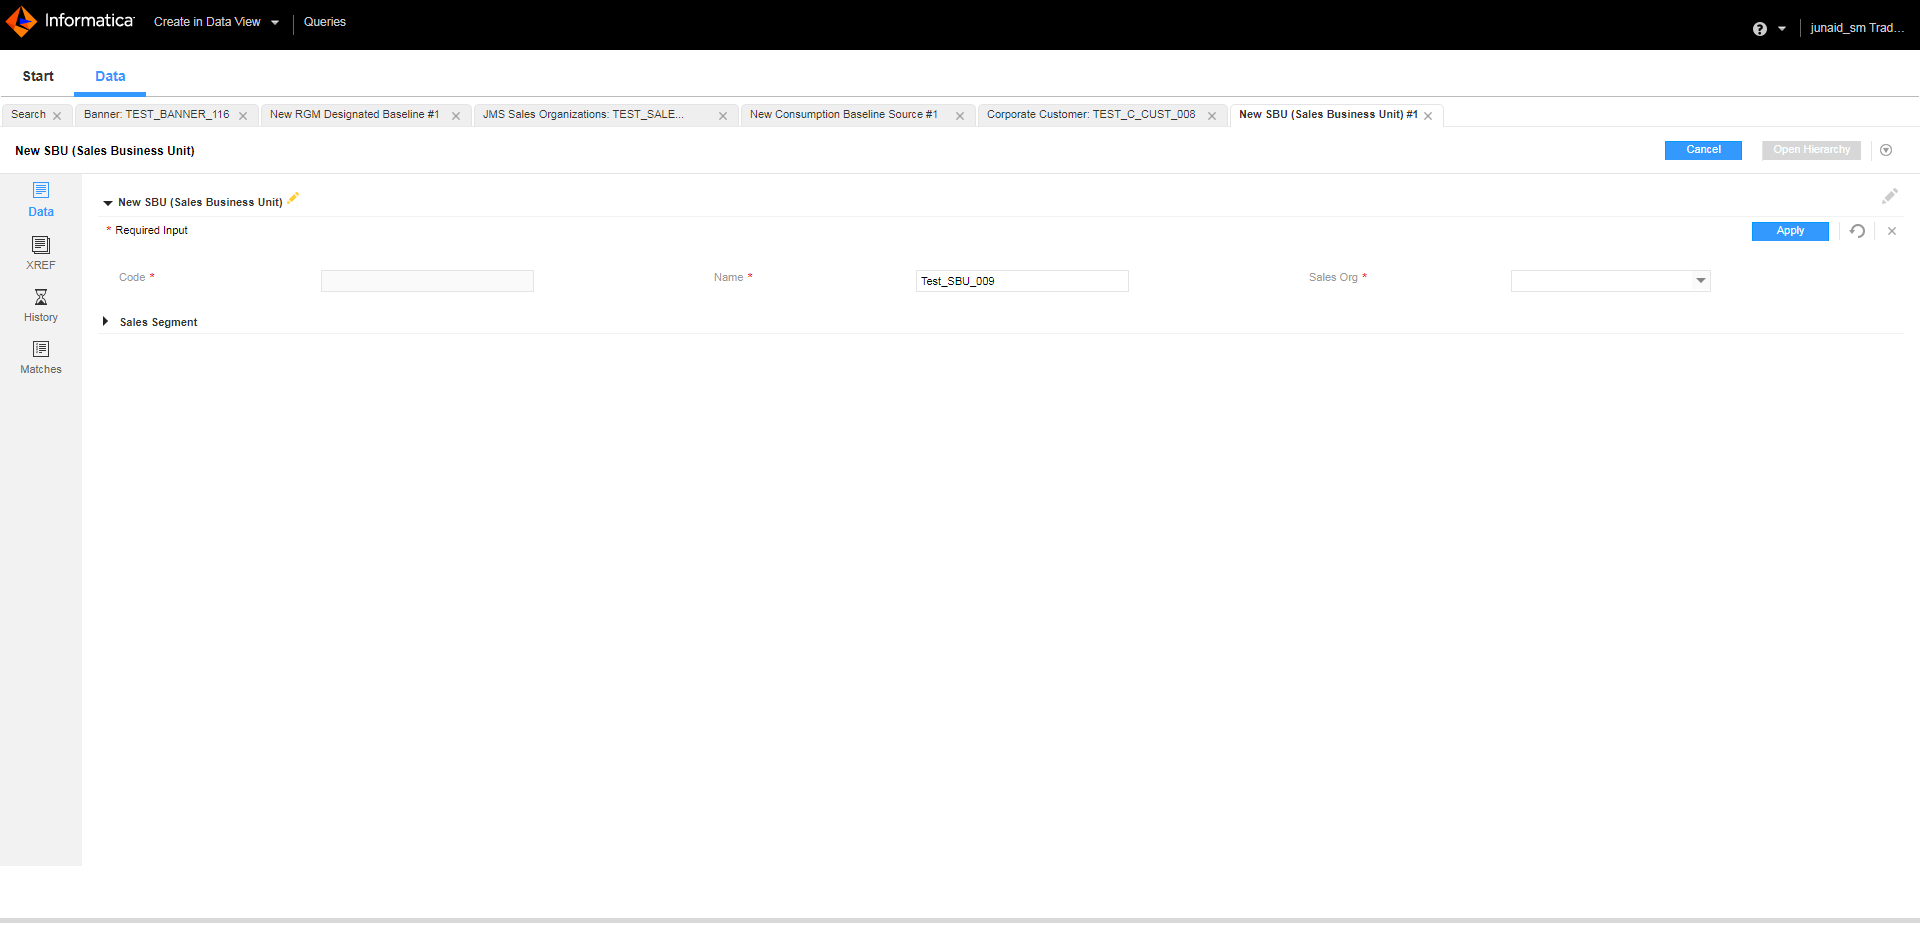 Informatica Create in Data View Queries junaid_sm Trad...
Start Data
Search Banner: TEST_BANNER_116 New RGM Designated Baseline #1 JMS Sales Organizations: TEST_SALE... New Consumption Baseline Source #1 Corporate Customer: TEST_C_CUST_008 New SBU (Sales Business Unit) #1
New SBU (Sales Business Unit) Cancel Open Hierarchy
Data
New SBU (Sales Business Unit)
* Required Input Apply
XREF
Code * Name * Test_SBU_009 Sales Org *
History
Sales Segment
Matches